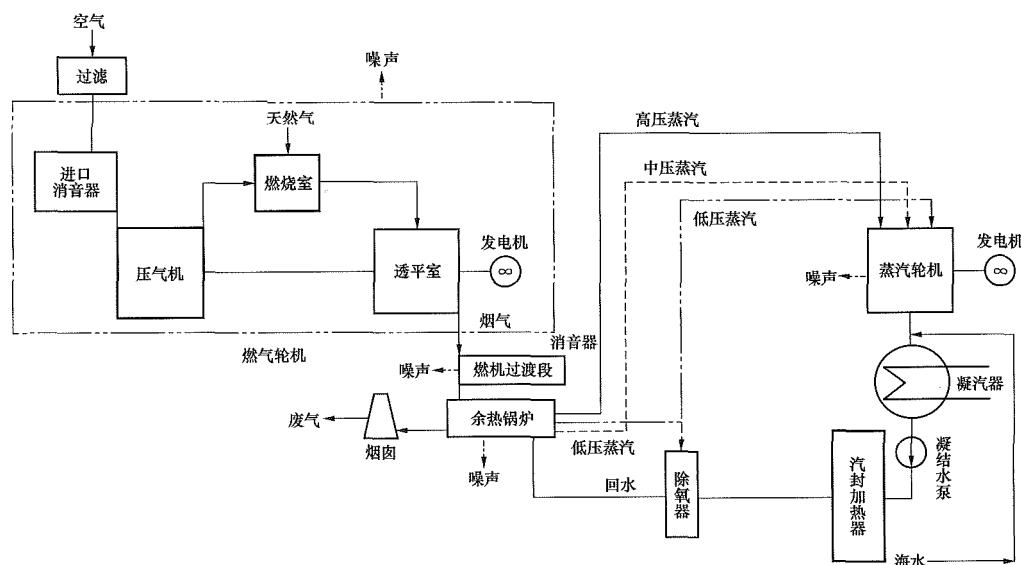 空气
过滤
噪声
天然气
进口
消音器
燃烧室
压气机
透平室
发电机
∞
烟气
燃气轮机
高压蒸汽
中压蒸汽
低压蒸汽
蒸汽轮机
发电机
∞
噪声
消音器
噪声
燃机过渡段
废气
烟囱
余热锅炉
噪声
低压蒸汽
回水
除氧器
凝汽器
凝结水泵
汽封加热器
海水